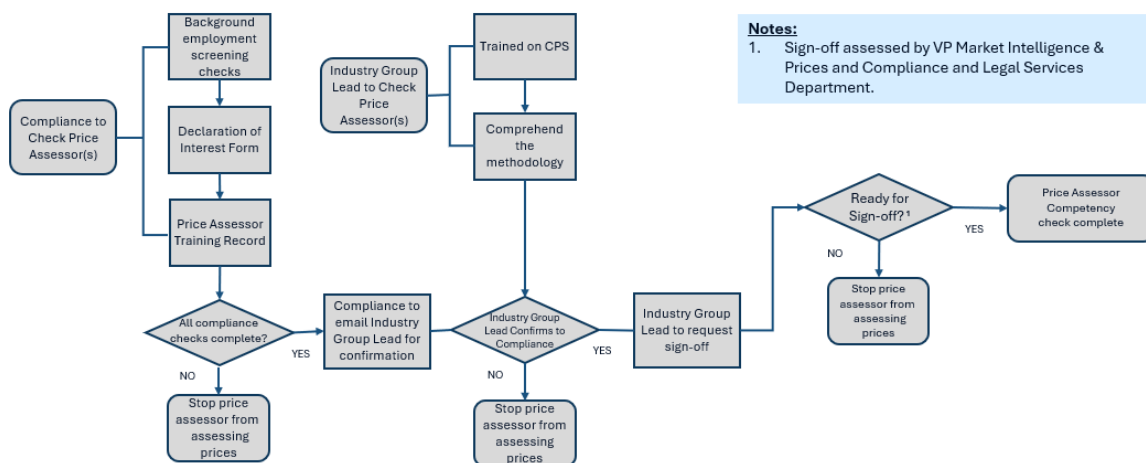 Background
employment
screening
checks
Compliance to
Check Price
Assessor(s)
Declaration of
Interest Form
Price Assessor
Training Record
All compliance
checks complete?
YES
NO
Stop price
assessor from
assessing
prices
Compliance to
email Industry
Group Lead for
confirmation
Trained on CPS
Industry Group
Lead to Check
Price
Assessor(s)
Comprehend
the
methodology
Industry Group
Lead Confirms to
Compliance
YES
NO
Stop price
assessor from
assessing
prices
Industry Group
Lead to request
sign-off
Ready for
Sign-off? ¹
YES
NO
Stop price
assessor from
assessing
prices
Price Assessor
Competency
check complete
Notes:
1. Sign-off assessed by VP Market Intelligence &
Prices and Compliance and Legal Services
Department.